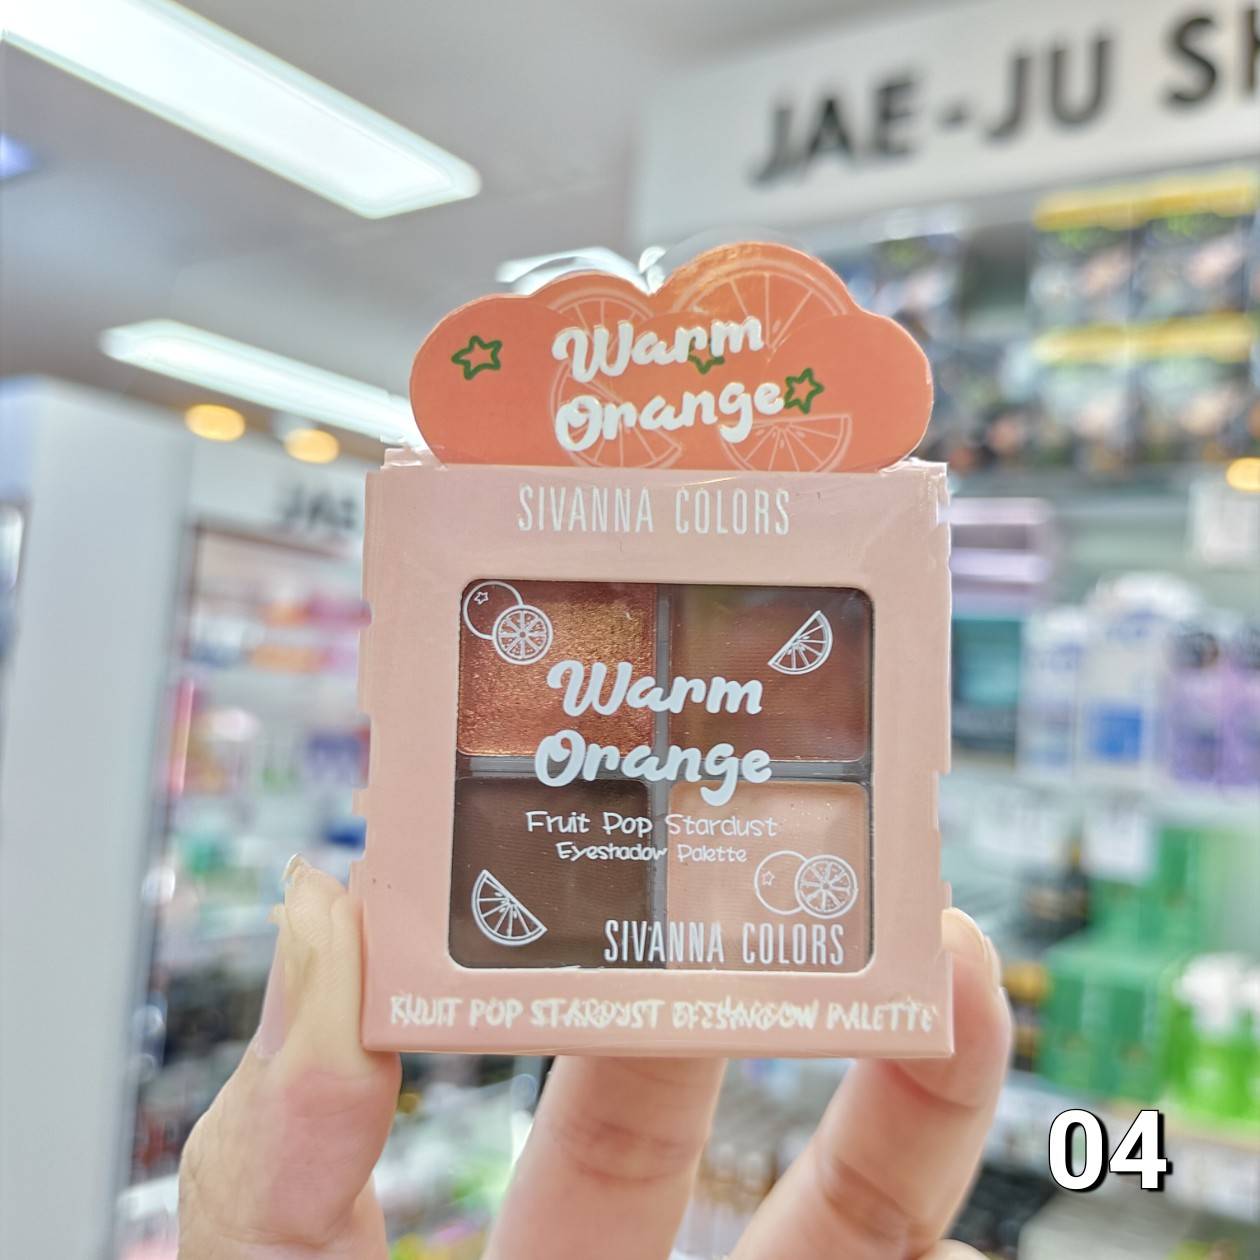 JAE-JU SH
Warm
Orange
JAE
SIVANNA COLORS
Warm
Orange
Fruit Pop Stardust
Eyeshadow Palette
SIVANNA COLORS
FRUIT POP STARDUST EYESHADOW PALETTE
04